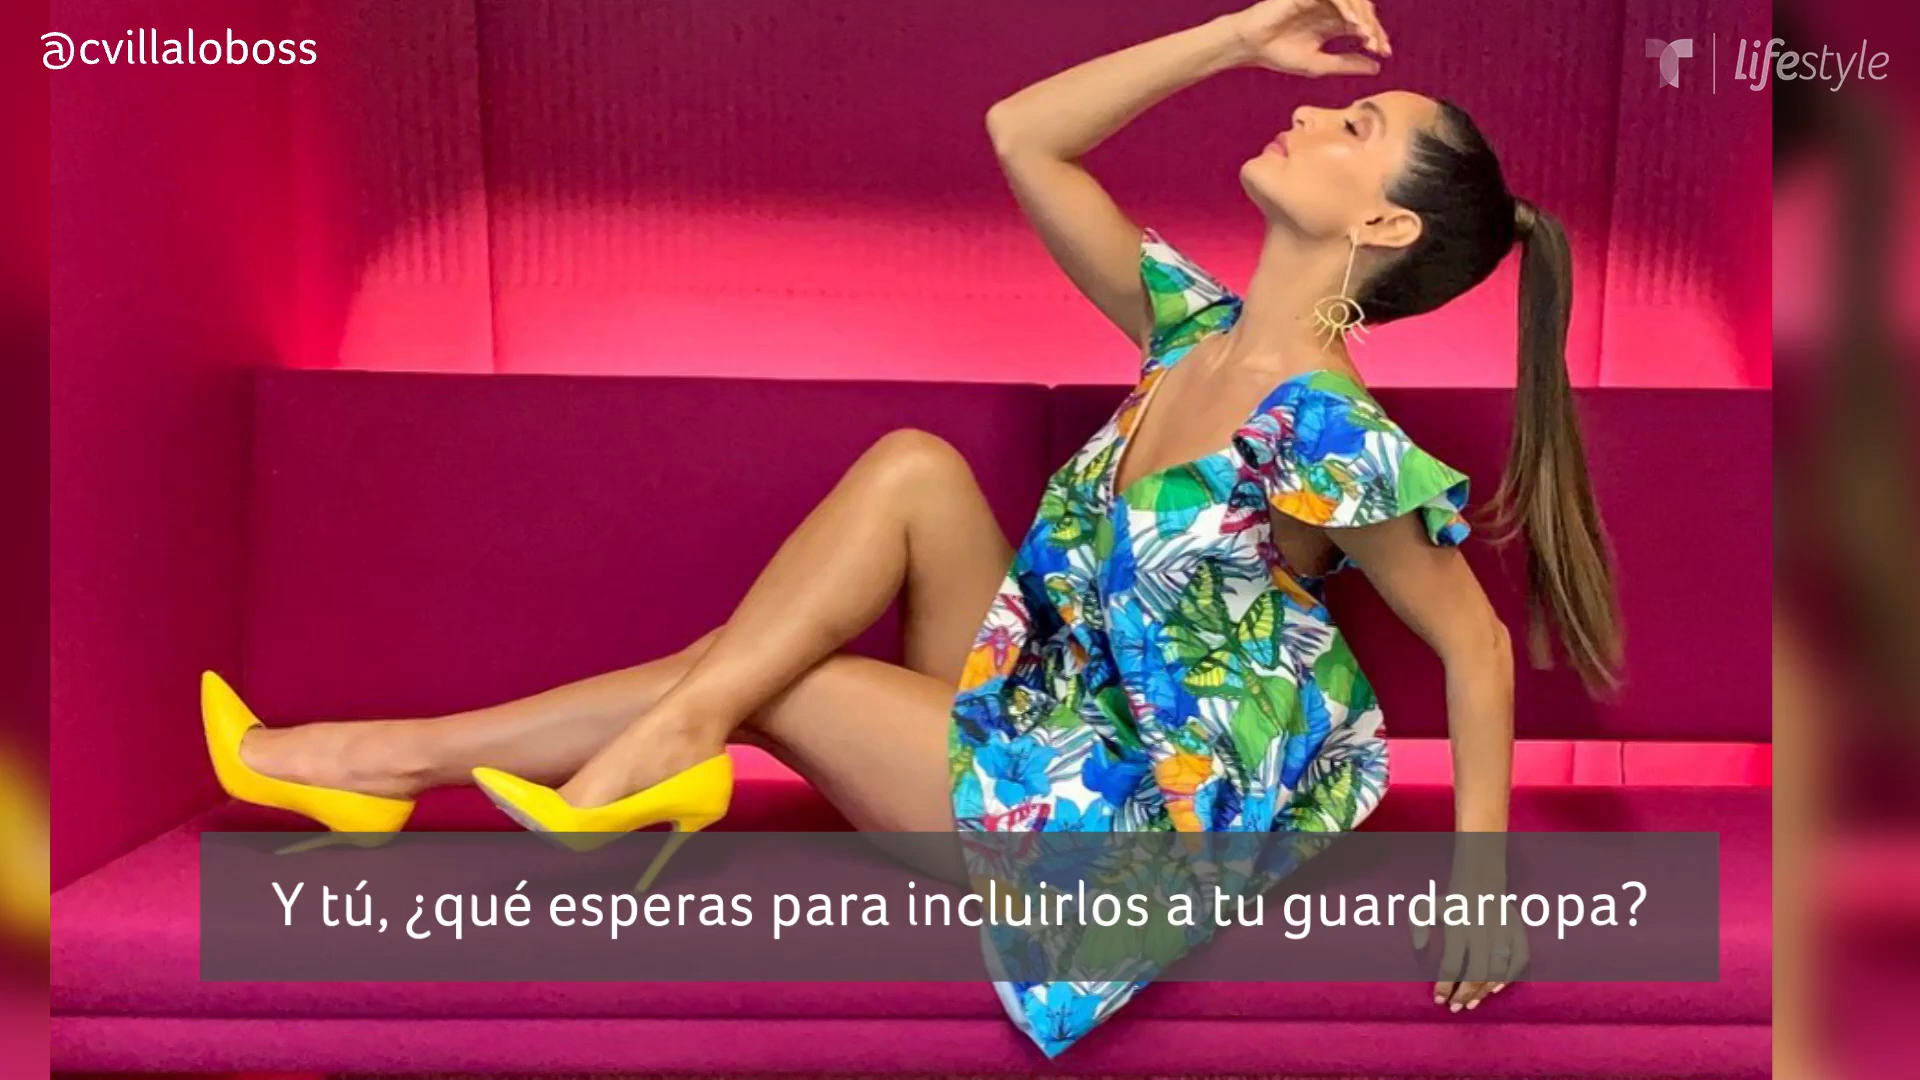 @cvillaloboss
lifestyle
Y tú, ¿qué esperas para incluirlos a tu guardarropa?